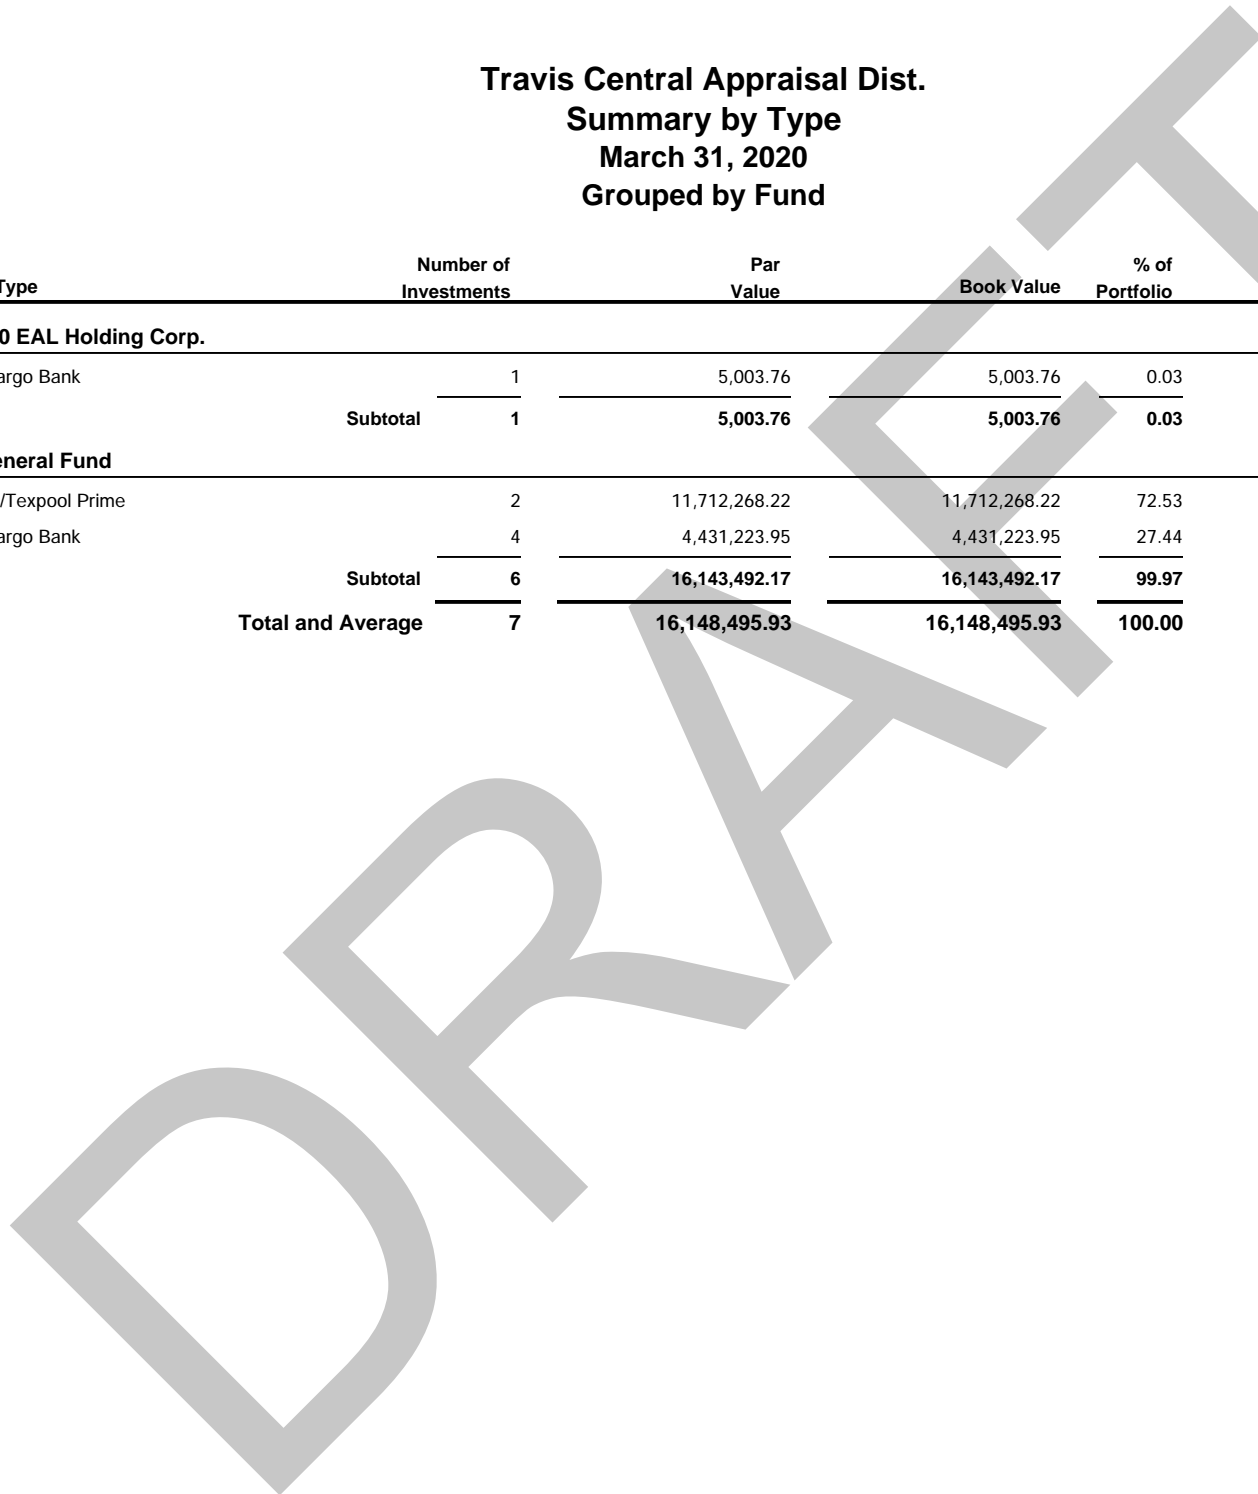 Travis Central Appraisal Dist.
Summary by Type
March 31, 2020
Grouped by Fund
Type Number of Investments Par Value Book Value % of Portfolio
0 EAL Holding Corp.
argo Bank 1 5,003.76 5,003.76 0.03
Subtotal 1 5,003.76 5,003.76 0.03
eneral Fund
/Texpool Prime 2 11,712,268.22 11,712,268.22 72.53
argo Bank 4 4,431,223.95 4,431,223.95 27.44
Subtotal 6 16,143,492.17 16,143,492.17 99.97
Total and Average 7 16,148,495.93 16,148,495.93 100.00
DRAFT